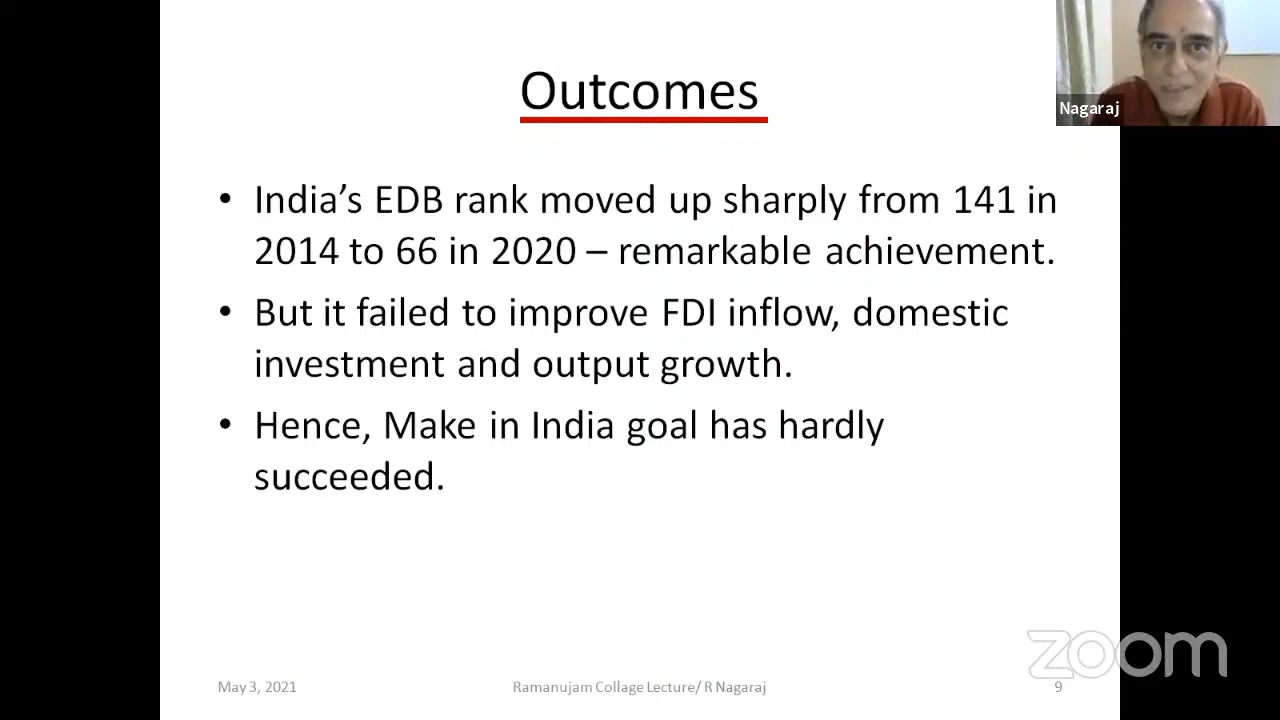 Outcomes
Nagaraj
• India’s EDB rank moved up sharply from 141 in
2014 to 66 in 2020 – remarkable achievement.
• But it failed to improve FDI inflow, domestic
investment and output growth.
• Hence, Make in India goal has hardly
succeeded.
zoom
May 3, 2021
Ramanujam Collage Lecture/ R Nagaraj
9